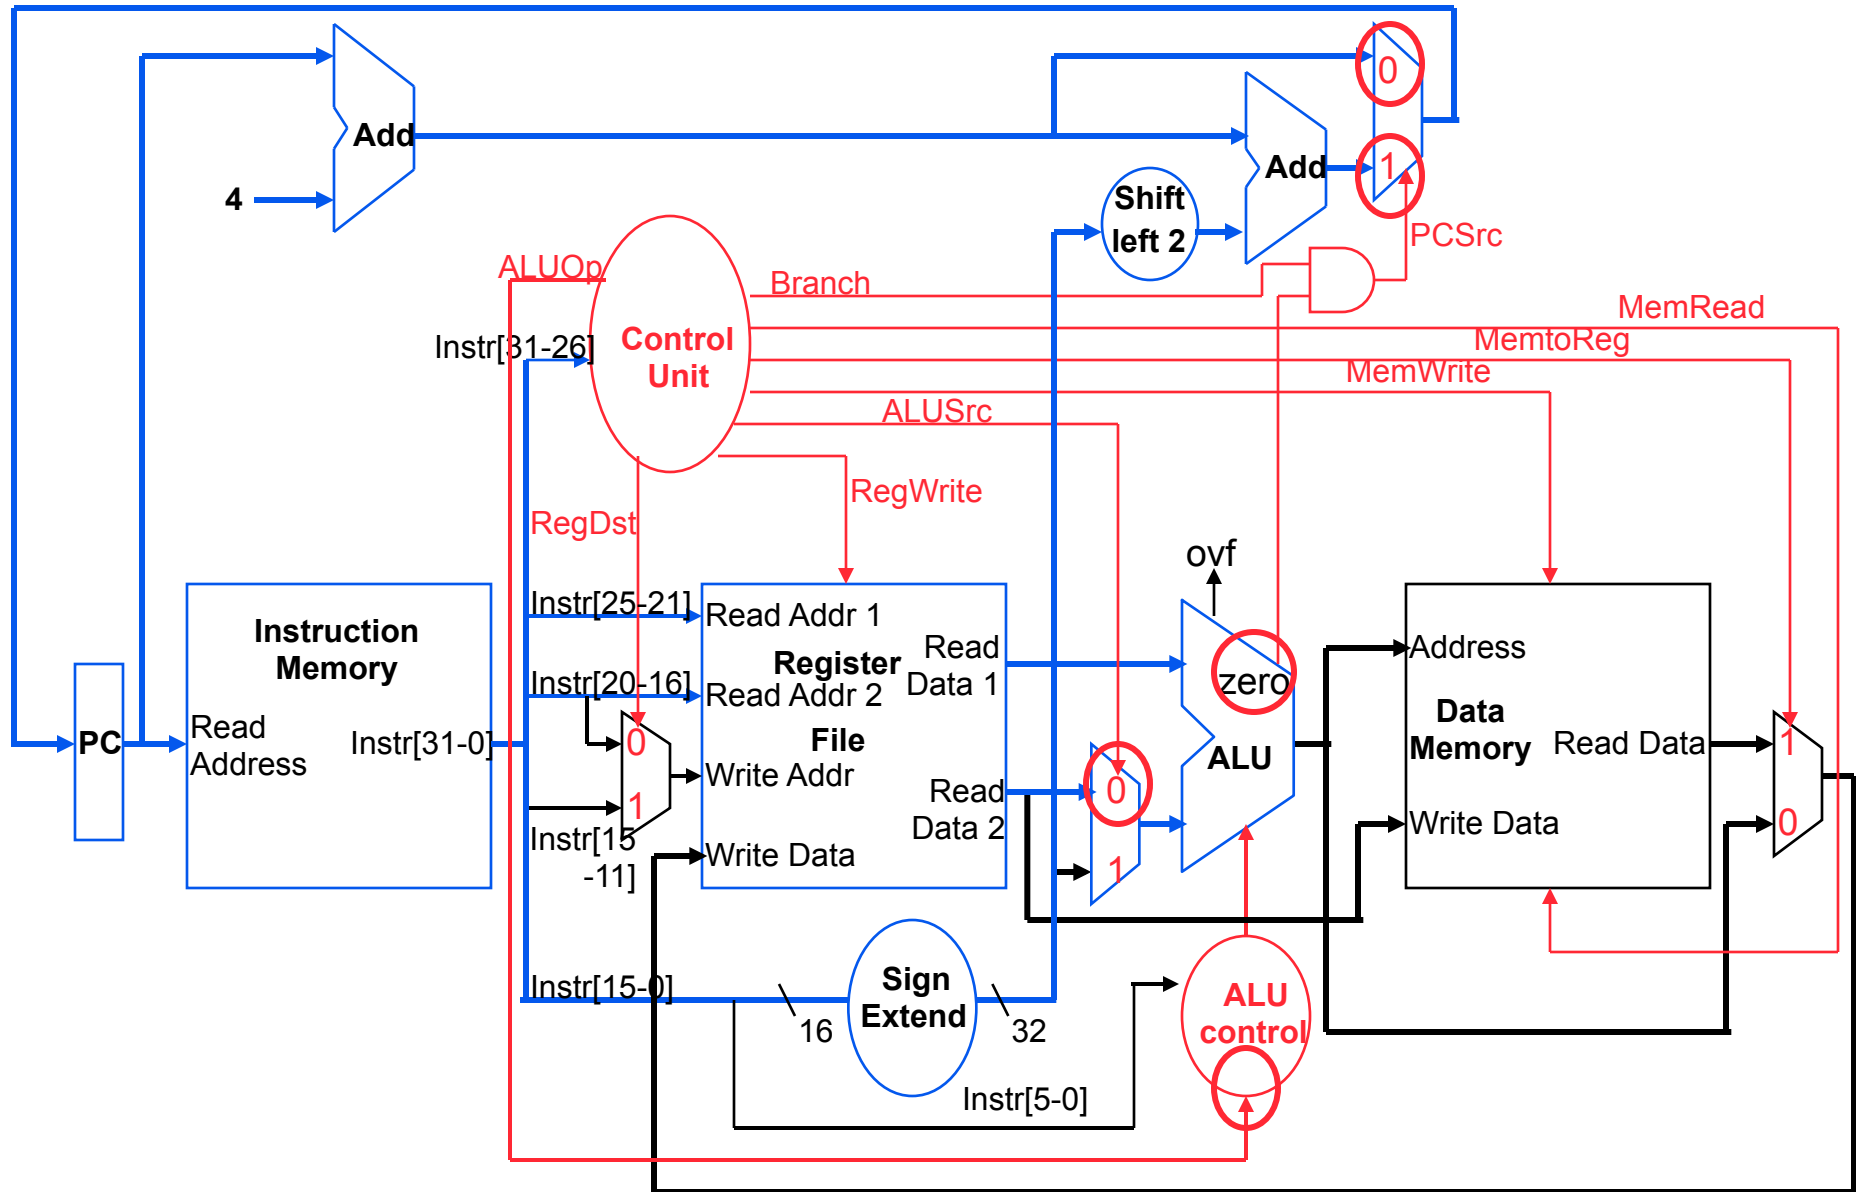 0
Add
1
Add
4
Shift
left 2
PCSrc
ALUOp
Branch
MemRead
Control
Unit
Instr[31-26]
MemtoReg
MemWrite
ALUSrc
RegWrite
RegDst
ovf
Instruction
Memory
Instr[25-21]
Read Addr 1
Register
File
Read
Data 1
zero
Address
Instr[20-16]
Read Addr 2
Data
Memory
PC
Read
Address
Instr[31-0]
0
Write Addr
ALU
Read Data
1
0
Read
Data 2
1
Instr[15
-11]
Write Data
1
Write Data
0
Instr[15-0]
16
Sign
Extend
32
ALU
control
Instr[5-0]